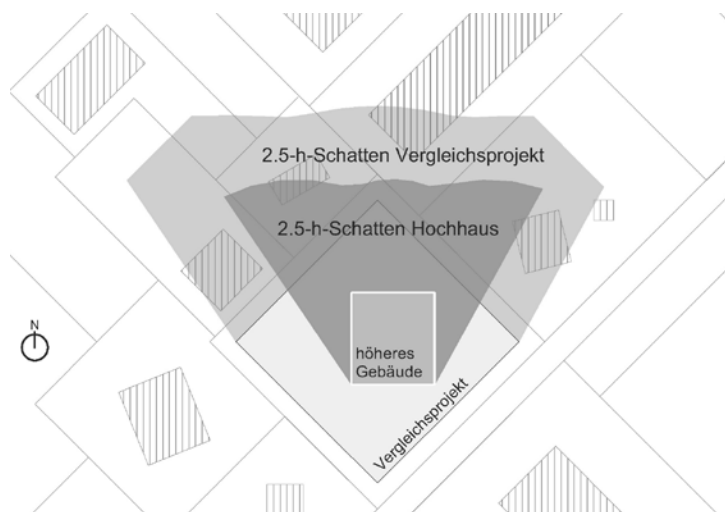 2.5-h-Schatten Vergleichsprojekt
2.5-h-Schatten Hochhaus
N
höheres
Gebäude
Vergleichsprojekt